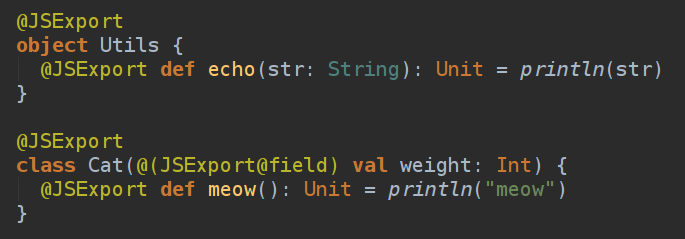 @JSExport
object Utils {
@JSExport def echo(str: String): Unit = println(str)
}
@JSExport
class Cat(@(JSExport@field) val weight: Int) {
@JSExport def meow(): Unit = println("meow")
}